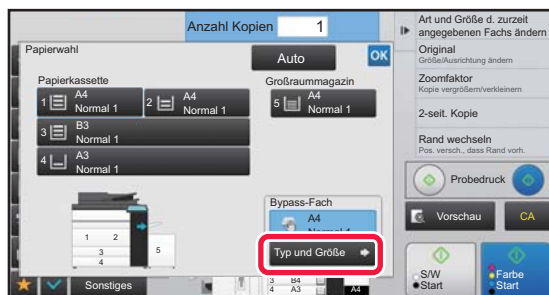 Anzahl Kopien 1
Papierwahl
Auto
OK
Papierkassette
Großraummagazin
1 A4
Normal 1
2 A4
Normal 1
5 A4
Normal 1
3 B3
Normal 1
4 A3
Normal 1
1 2
3
4
5
Bypass-Fach
A4
Normal 1
Typ und Größe
Sonstiges
3 B4
4 A3
A4
Art und Größe d. zurzeit
angegebenen Fachs ändern
Original
Größe/Ausrichtung ändern
Zoomfaktor
Kopie vergrößern/verkleinern
2-seit. Kopie
Rand wechseln
Pos. versch., dass Rand vorh.
Probedruck
Vorschau
CA
S/W
Start
Farbe
Start